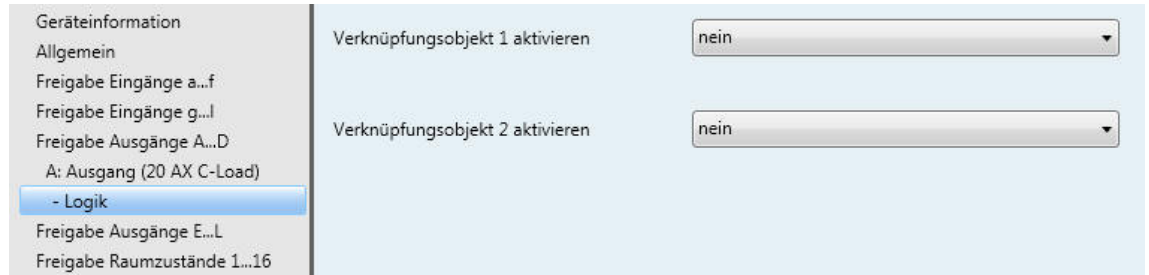 Geräteinformation
Allgemein
Freigabe Eingänge a...f
Freigabe Eingänge g...l
Freigabe Ausgänge A...D
A: Ausgang (20 AX C-Load)
- Logik
Freigabe Ausgänge E...L
Freigabe Raumzustände 1...16
Verknüpfungsobjekt 1 aktivieren nein
Verknüpfungsobjekt 2 aktivieren nein